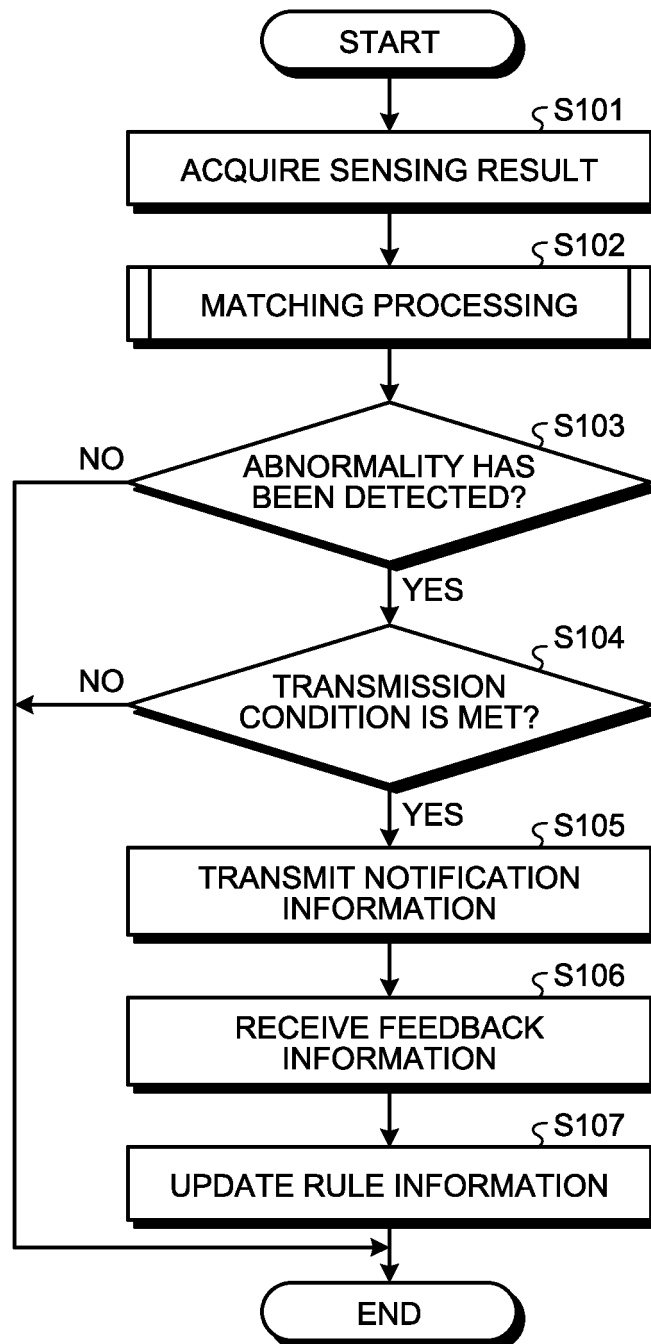 START
S101
ACQUIRE SENSING RESULT
S102
MATCHING PROCESSING
S103
NO
ABNORMALITY HAS
BEEN DETECTED?
YES
S104
NO
TRANSMISSION
CONDITION IS MET?
YES
S105
TRANSMIT NOTIFICATION
INFORMATION
S106
RECEIVE FEEDBACK
INFORMATION
S107
UPDATE RULE INFORMATION
END